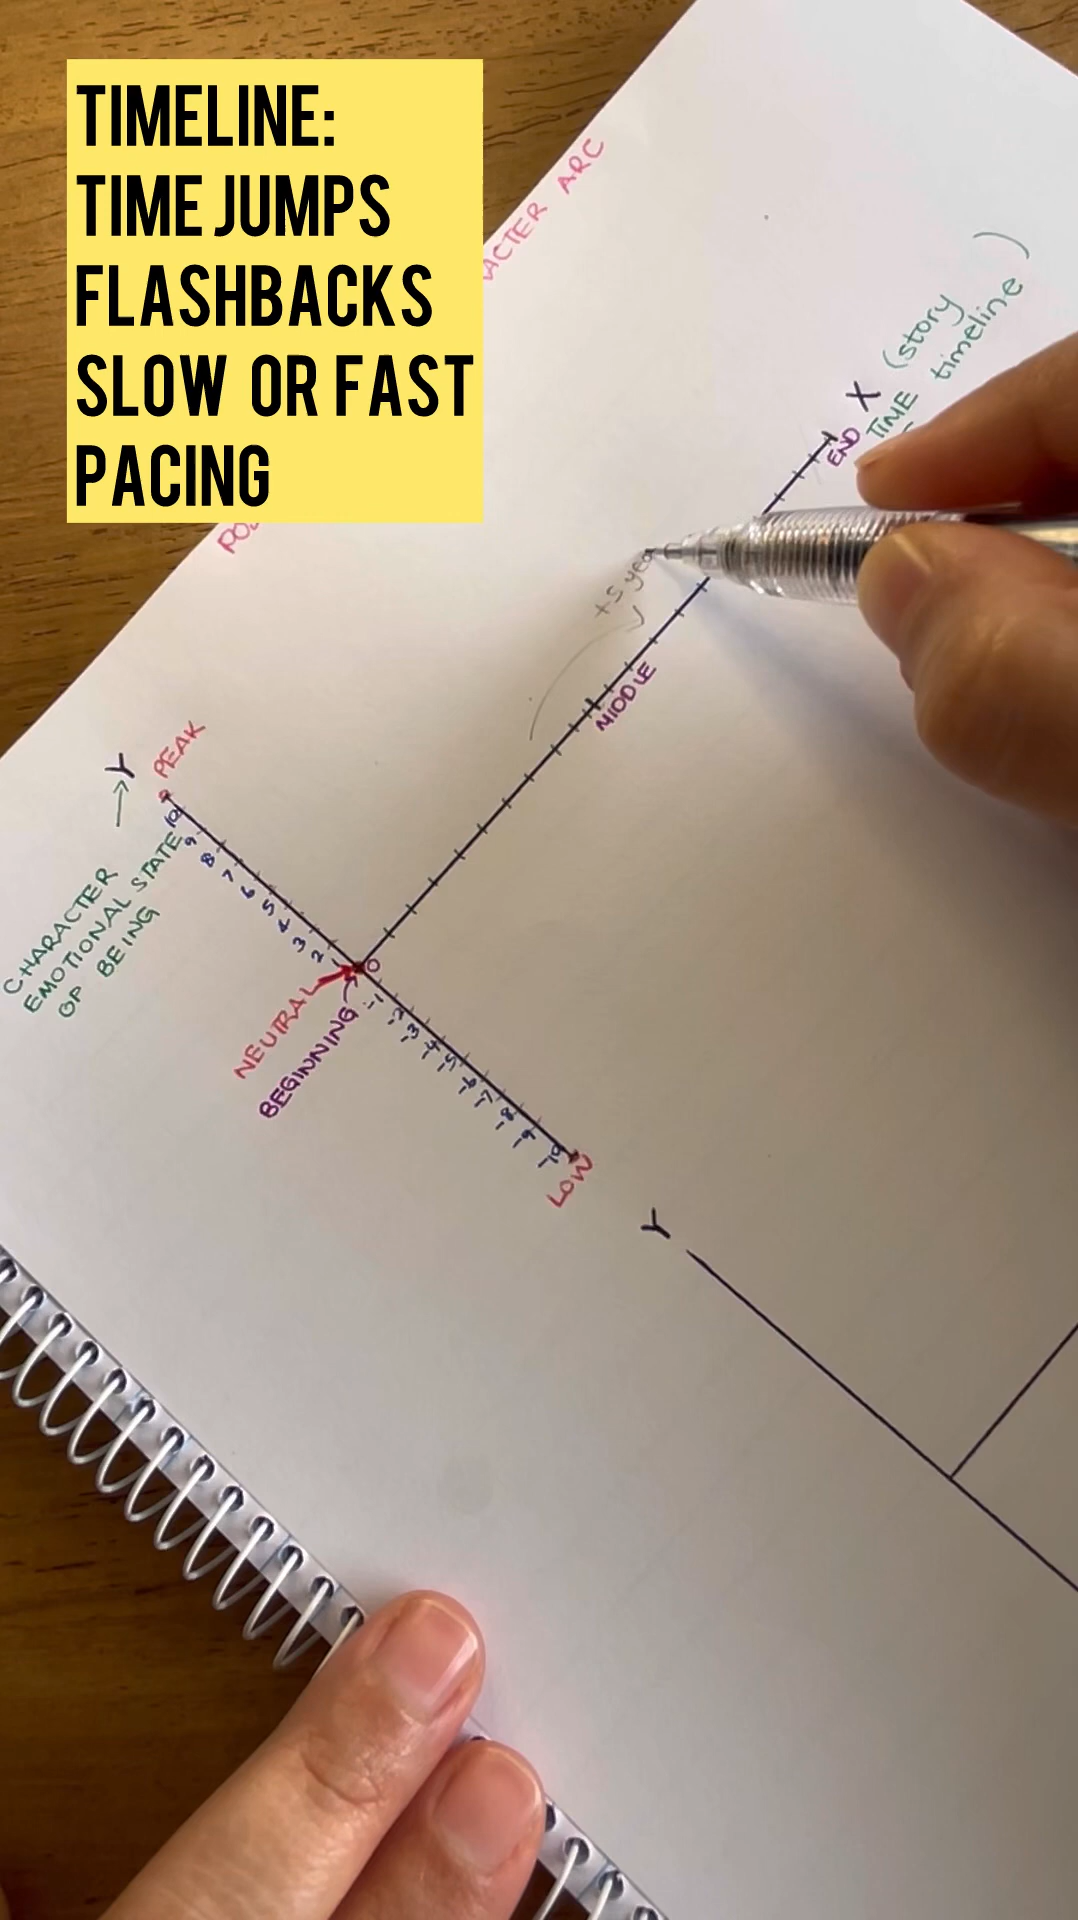 TIMELINE:
TIME JUMPS
FLASHBACKS
SLOW OR FAST
PACING
ARC
X
TIME (story
timeline)
END
+5 yea
MIDDLE
Y
PEAK
CHARACTER
EMOTIONAL STATE
OF BEING
10
9
8
7
6
5
4
3
2
1
0
NEUTRAL
BEGINNING
-1
-2
-3
-4
-5
-6
-7
-8
-9
-10
LOW
Y